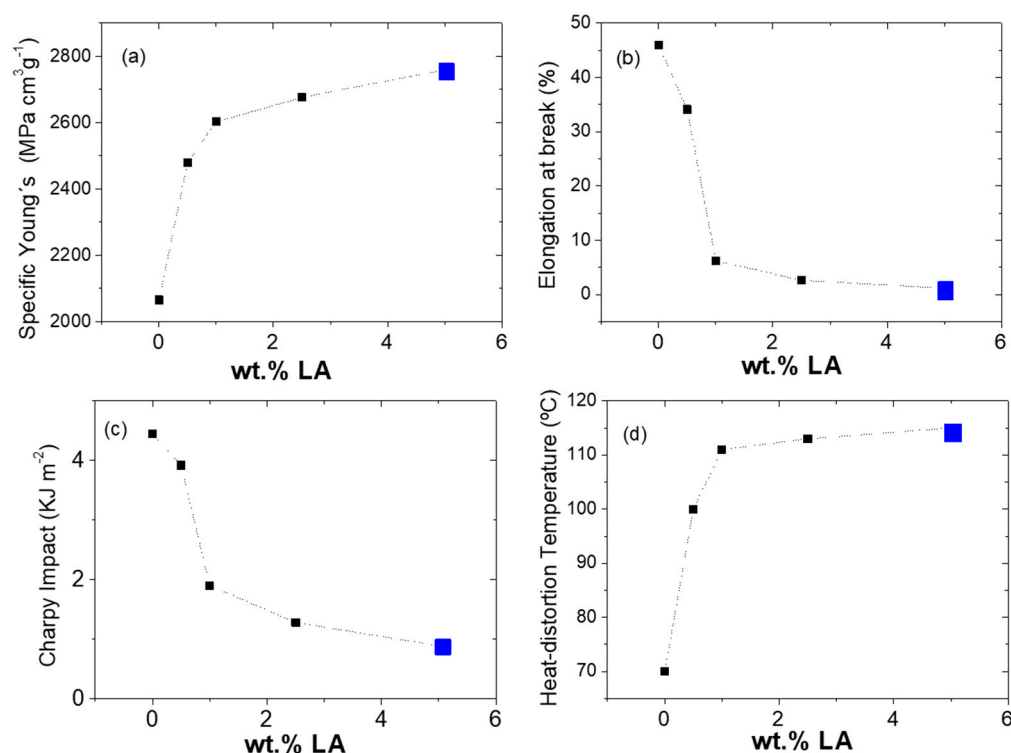 (a)
Specific Young´s (MPa cm³g⁻¹)
2800
2600
2400
2200
2000
0 2 4 6
wt.% LA
(b)
Elongation at break (%)
50
40
30
20
10
0
0 2 4 6
wt.% LA
(c)
Charpy Impact (KJ m⁻²)
4
2
0
0 2 4 6
wt.% LA
(d)
Heat-distortion Temperature (ºC)
120
110
100
90
80
70
0 2 4 6
wt.% LA